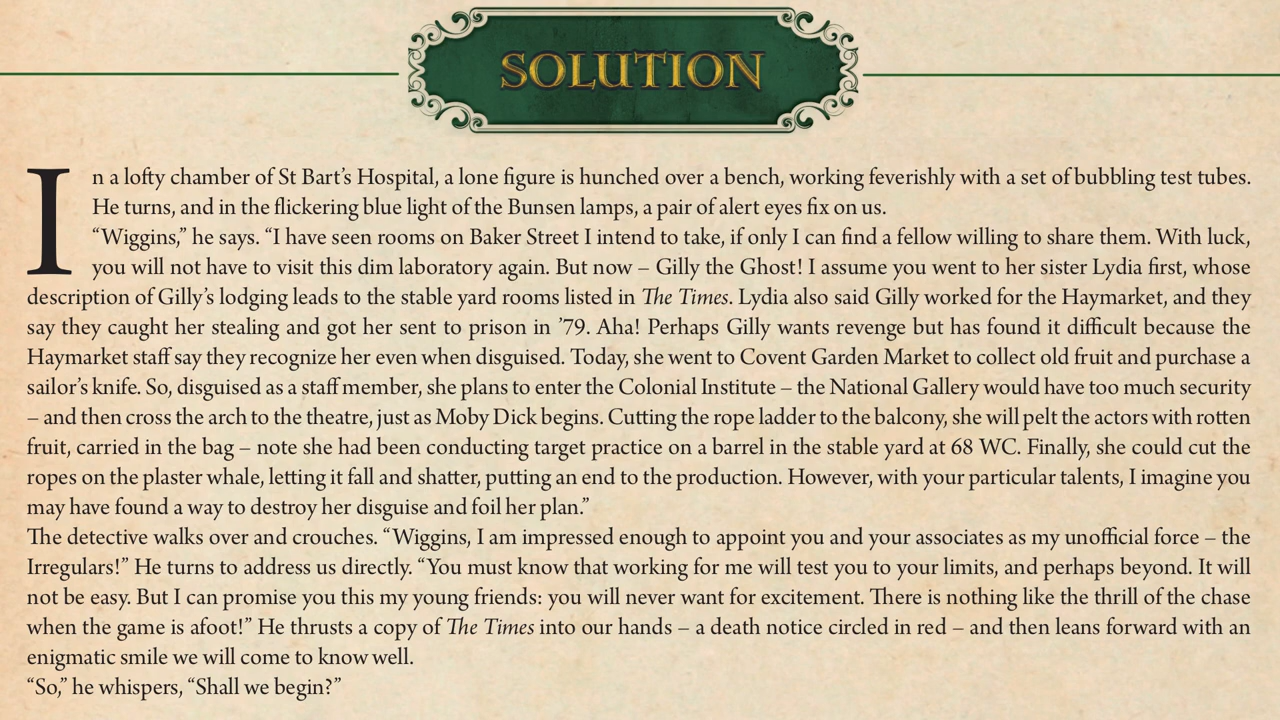 SOLUTION
In a lofty chamber of St Bart’s Hospital, a lone figure is hunched over a bench, working feverishly with a set of bubbling test tubes.
He turns, and in the flickering blue light of the Bunsen lamps, a pair of alert eyes fix on us.
“Wiggins,” he says. “I have seen rooms on Baker Street I intend to take, if only I can find a fellow willing to share them. With luck,
you will not have to visit this dim laboratory again. But now – Gilly the Ghost! I assume you went to her sister Lydia first, whose
description of Gilly’s lodging leads to the stable yard rooms listed in The Times. Lydia also said Gilly worked for the Haymarket, and they
say they caught her stealing and got her sent to prison in ’79. Aha! Perhaps Gilly wants revenge but has found it difficult because the
Haymarket staff say they recognize her even when disguised. Today, she went to Covent Garden Market to collect old fruit and purchase a
sailor’s knife. So, disguised as a staff member, she plans to enter the Colonial Institute – the National Gallery would have too much security
– and then cross the arch to the theatre, just as Moby Dick begins. Cutting the rope ladder to the balcony, she will pelt the actors with rotten
fruit, carried in the bag – note she had been conducting target practice on a barrel in the stable yard at 68 WC. Finally, she could cut the
ropes on the plaster whale, letting it fall and shatter, putting an end to the production. However, with your particular talents, I imagine you
may have found a way to destroy her disguise and foil her plan.”
The detective walks over and crouches. “Wiggins, I am impressed enough to appoint you and your associates as my unofficial force – the
Irregulars!” He turns to address us directly. “You must know that working for me will test you to your limits, and perhaps beyond. It will
not be easy. But I can promise you this my young friends: you will never want for excitement. There is nothing like the thrill of the chase
when the game is afoot!” He thrusts a copy of The Times into our hands – a death notice circled in red – and then leans forward with an
enigmatic smile we will come to know well.
“So,” he whispers, “Shall we begin?”